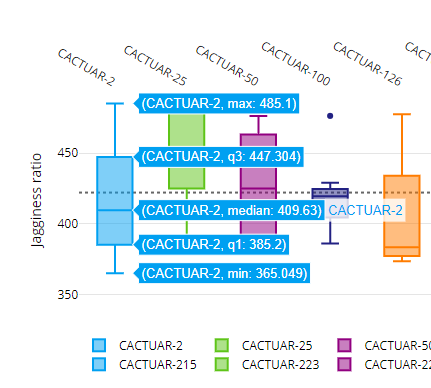 CACTUAR-2
CACTUAR-25
CACTUAR-50
CACTUAR-100
CACTUAR-126
CACTU
Jagginess ratio
450
400
350
(CACTUAR-2, max: 485.1)
(CACTUAR-2, q3: 447.304)
(CACTUAR-2, median: 409.63) CACTUAR-2
(CACTUAR-2, q1: 385.2)
(CACTUAR-2, min: 365.049)
CACTUAR-2 CACTUAR-25 CACTUAR-50
CACTUAR-215 CACTUAR-223 CACTUAR-22